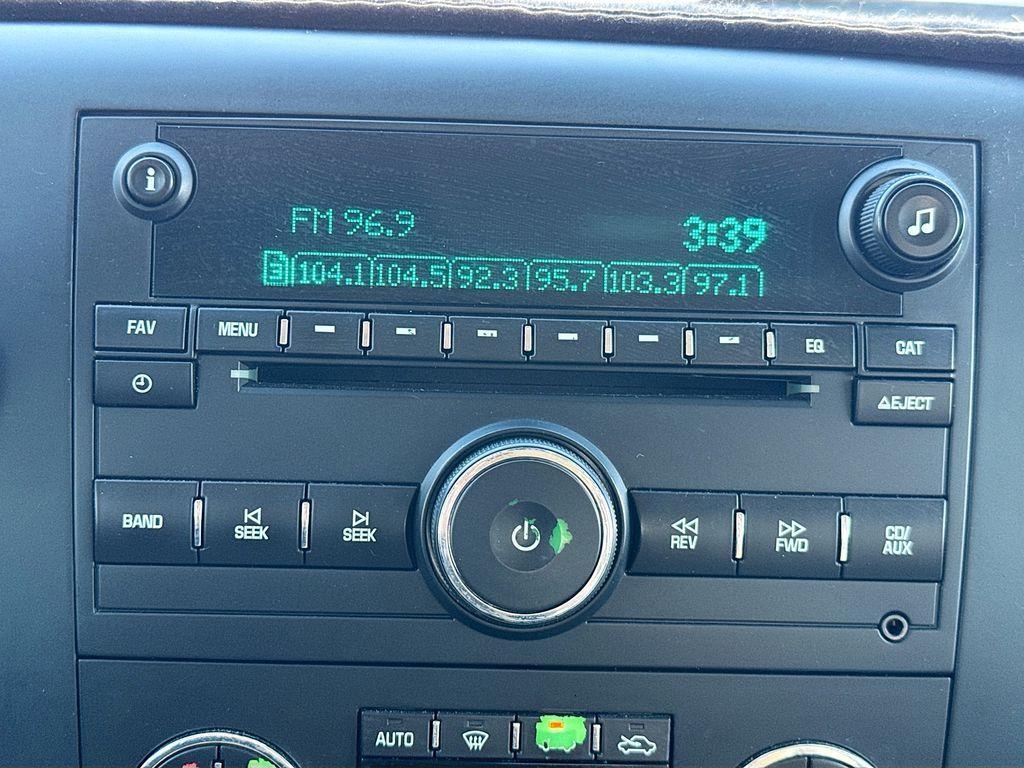 i
FM 96.9 3:39
3 104.1 104.5 92.3 95.7 103.3 97.1
FAV MENU EQ CAT
EJECT
BAND SEEK SEEK REV FWD CD/
AUX
AUTO